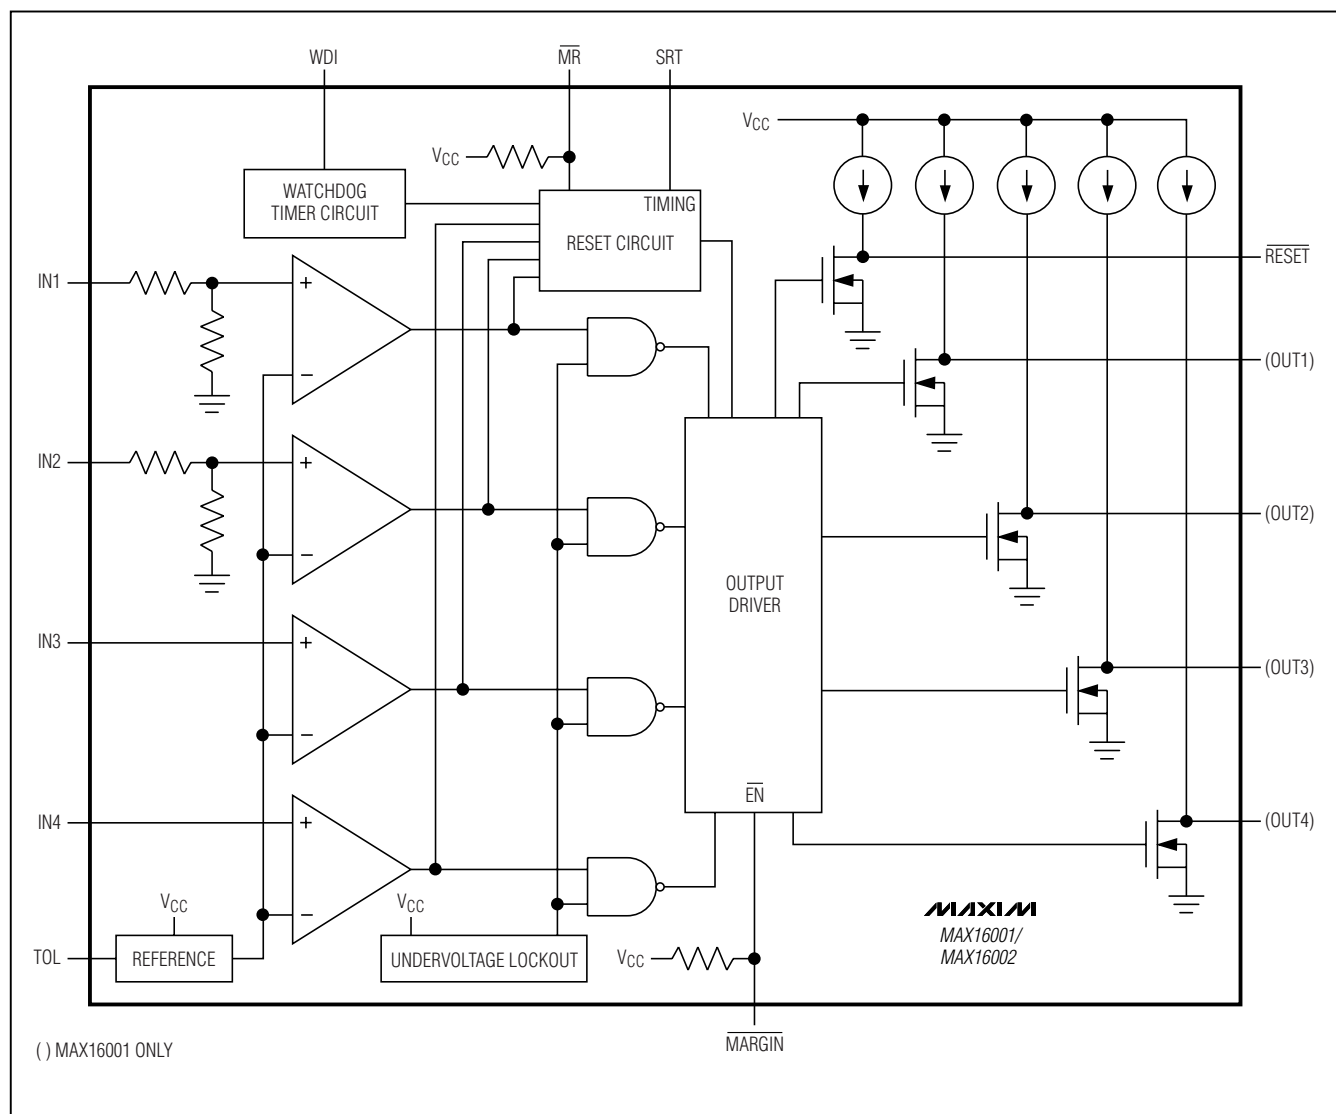 WDI
MR
SRT
VCC
VCC
WATCHDOG
TIMER CIRCUIT
TIMING
RESET CIRCUIT
RESET
IN1
+
−
(OUT1)
IN2
+
−
(OUT2)
OUTPUT
DRIVER
IN3
+
−
(OUT3)
EN
IN4
+
−
(OUT4)
VCC
VCC
MAXIM
MAX16001/
MAX16002
TOL
REFERENCE
UNDERVOLTAGE LOCKOUT
VCC
MARGIN
( ) MAX16001 ONLY